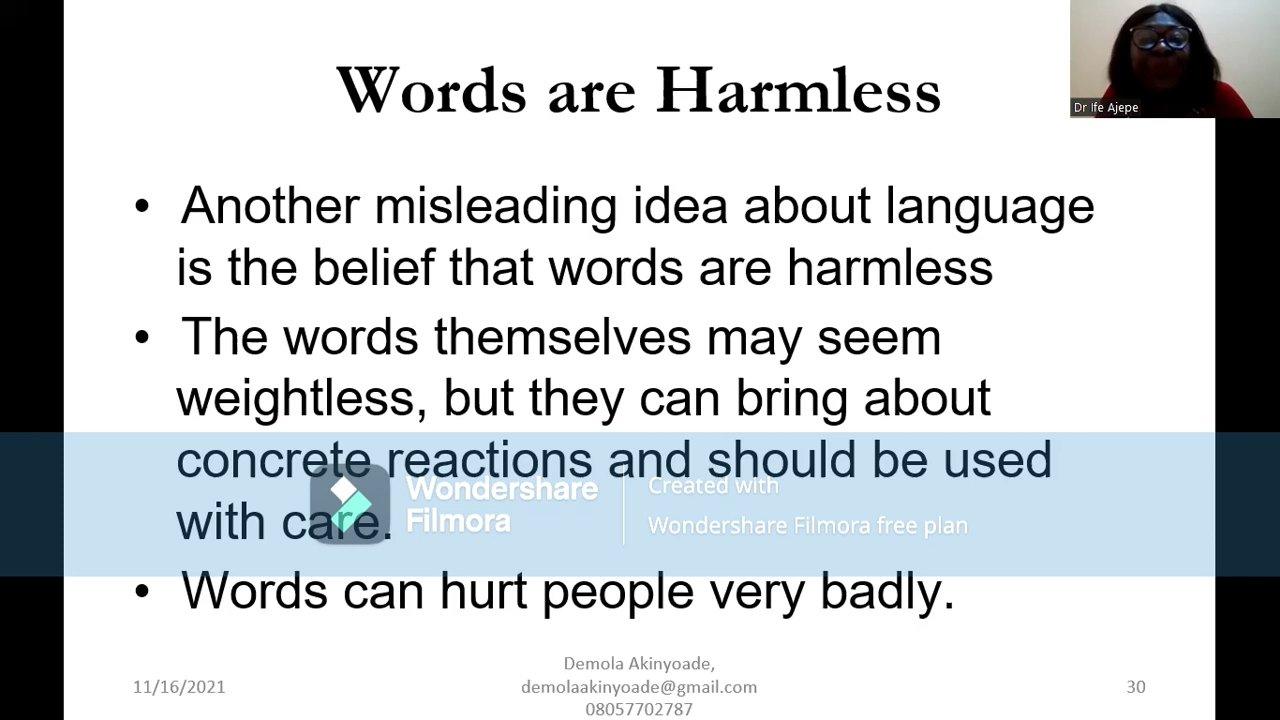 Words are Harmless
Dr Ife Ajepe
• Another misleading idea about language
is the belief that words are harmless
• The words themselves may seem
weightless, but they can bring about
concrete reactions and should be used
with care.
Wondershare
Filmora
Created with
Wondershare Filmora free plan
• Words can hurt people very badly.
11/16/2021
Demola Akinyoade,
demolaakinyoade@gmail.com
08057702787
30